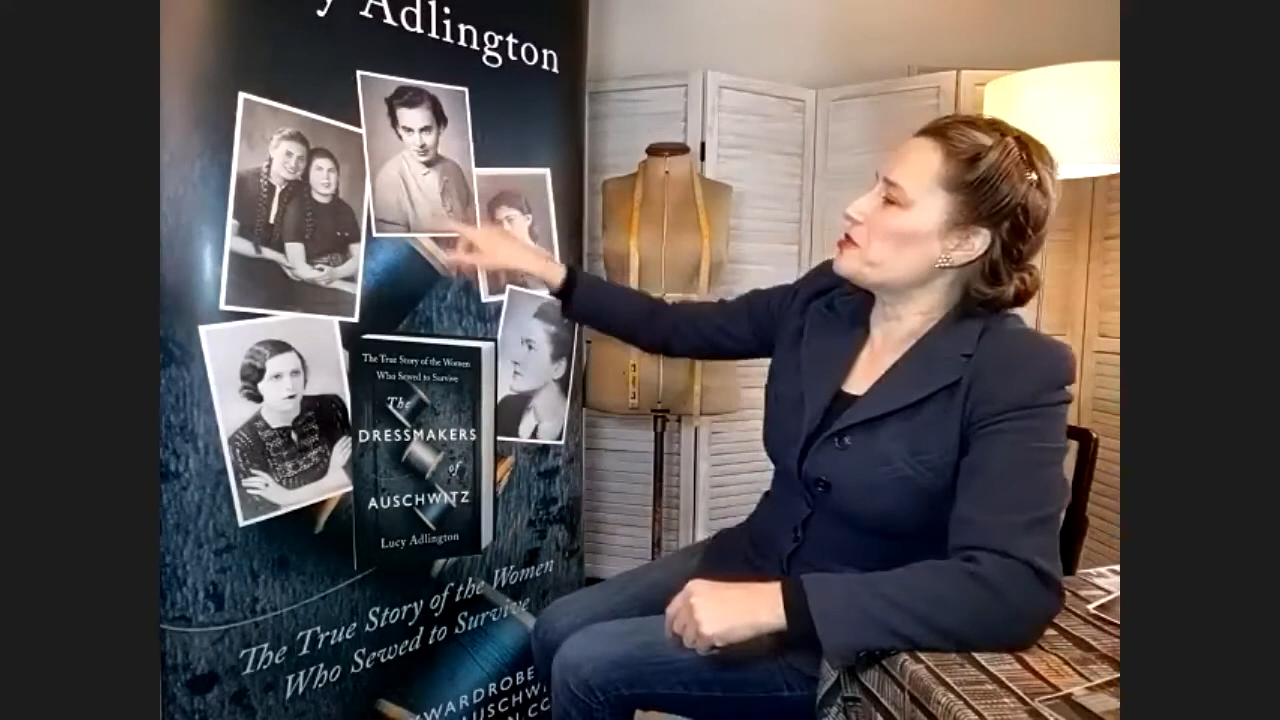 y Adlington
The True Story of the Women
Who Sewed to Survive
The
DRESSMAKERS
of
AUSCHWITZ
Lucy Adlington
The True Story of the Women
Who Sewed to Survive
WARDROBE